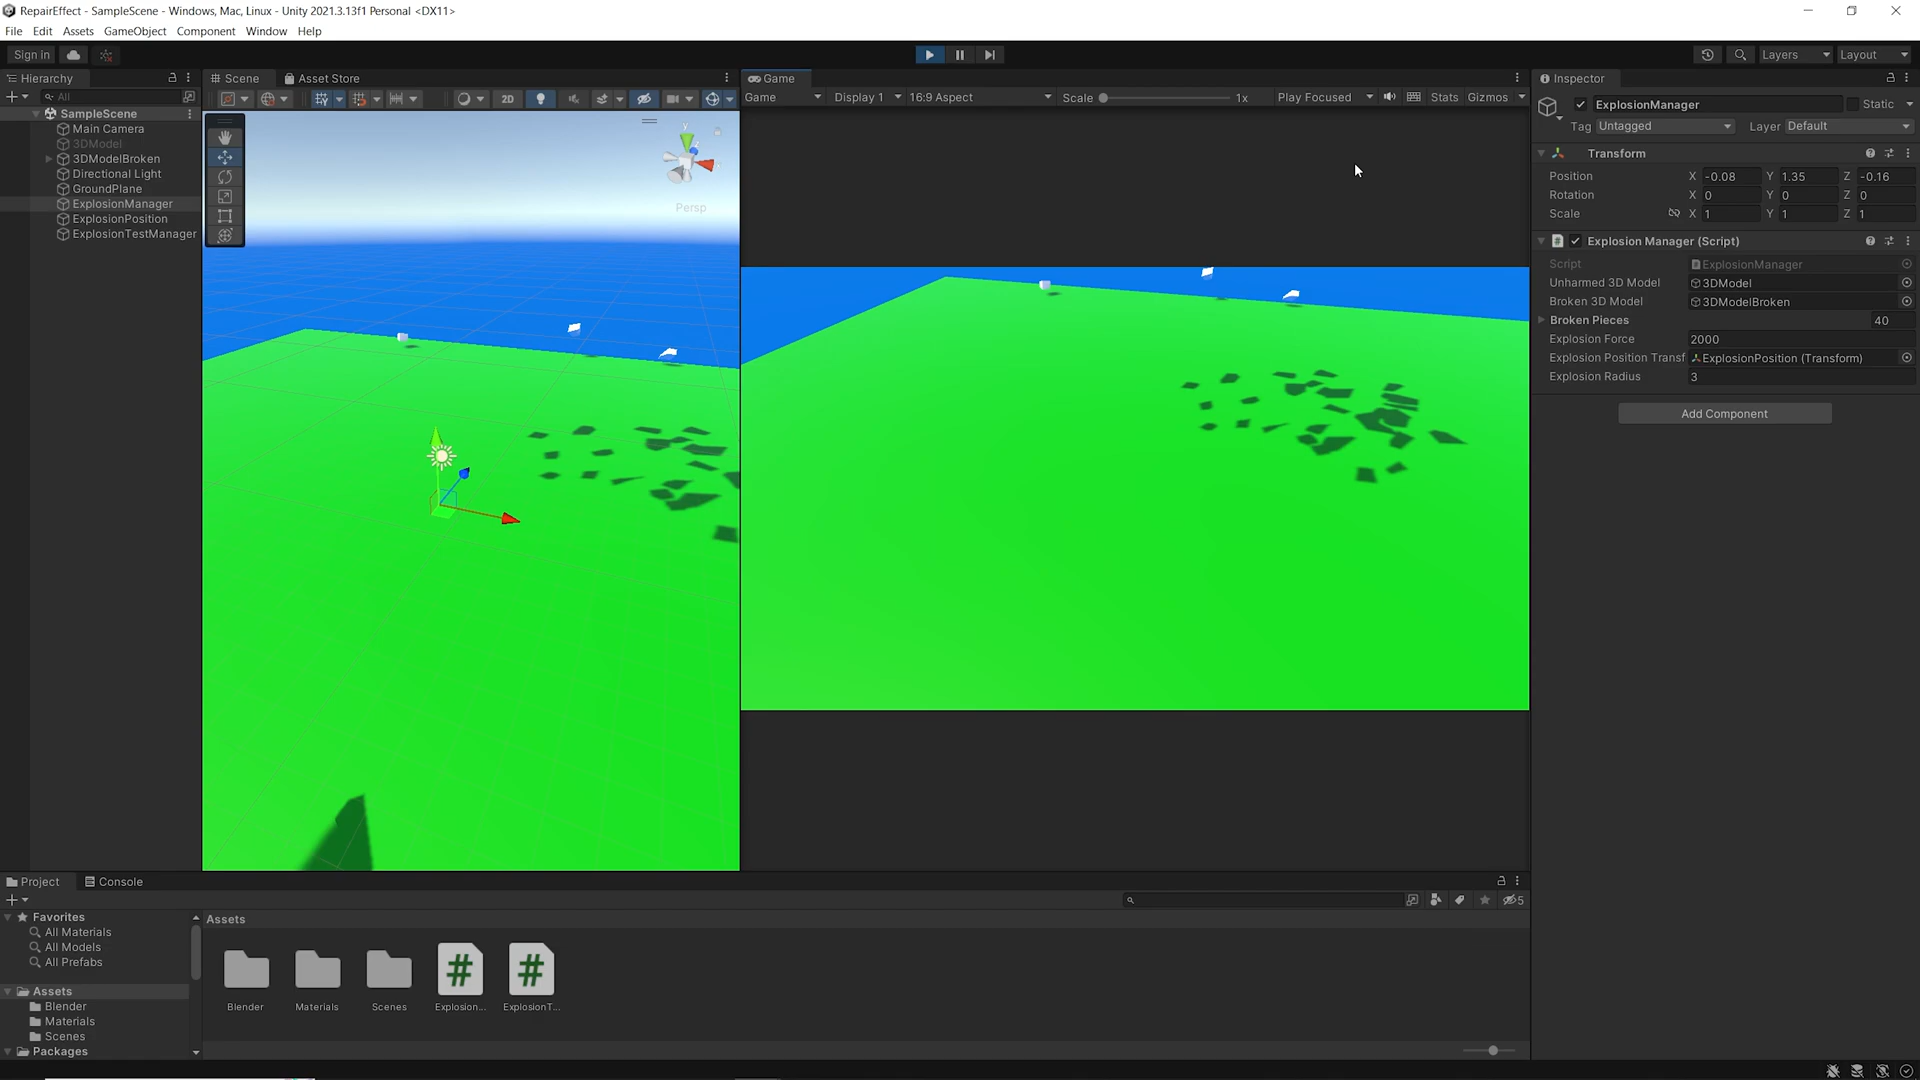 RepairEffect - SampleScene - Windows, Mac, Linux - Unity 2021.3.13f1 Personal <DX11>
File Edit Assets GameObject Component Window Help
Sign in
Layers
Layout
Hierarchy
All
SampleScene
Main Camera
3DModel
3DModelBroken
Directional Light
GroundPlane
ExplosionManager
ExplosionPosition
ExplosionTestManager
Scene
Asset Store
2D
y
Persp
Game
Game
Display 1
16:9 Aspect
Scale
1x
Play Focused
Stats
Gizmos
Inspector
ExplosionManager
Static
Tag Untagged
Layer Default
Transform
Position X -0.08 Y 1.35 Z -0.16
Rotation X 0 Y 0 Z 0
Scale X 1 Y 1 Z 1
# Explosion Manager (Script)
Script ExplosionManager
Unharmed 3D Model 3DModel
Broken 3D Model 3DModelBroken
Broken Pieces 40
Explosion Force 2000
Explosion Position Transf ExplosionPosition (Transform)
Explosion Radius 3
Add Component
Project
Console
5
Favorites
All Materials
All Models
All Prefabs
Assets
Blender
Materials
Scenes
Packages
Assets
# #
Blender Materials Scenes Explosion... ExplosionT...